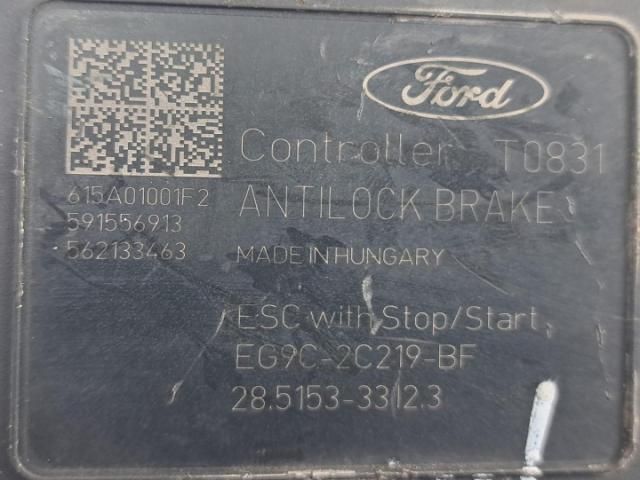 Ford
Controller T0831
ANTILOCK BRAKE
615A01001F2
591556913
562133463
MADE IN HUNGARY
ESC with Stop/Start,
EG9C-2C219-BF
28.5153-3312.3